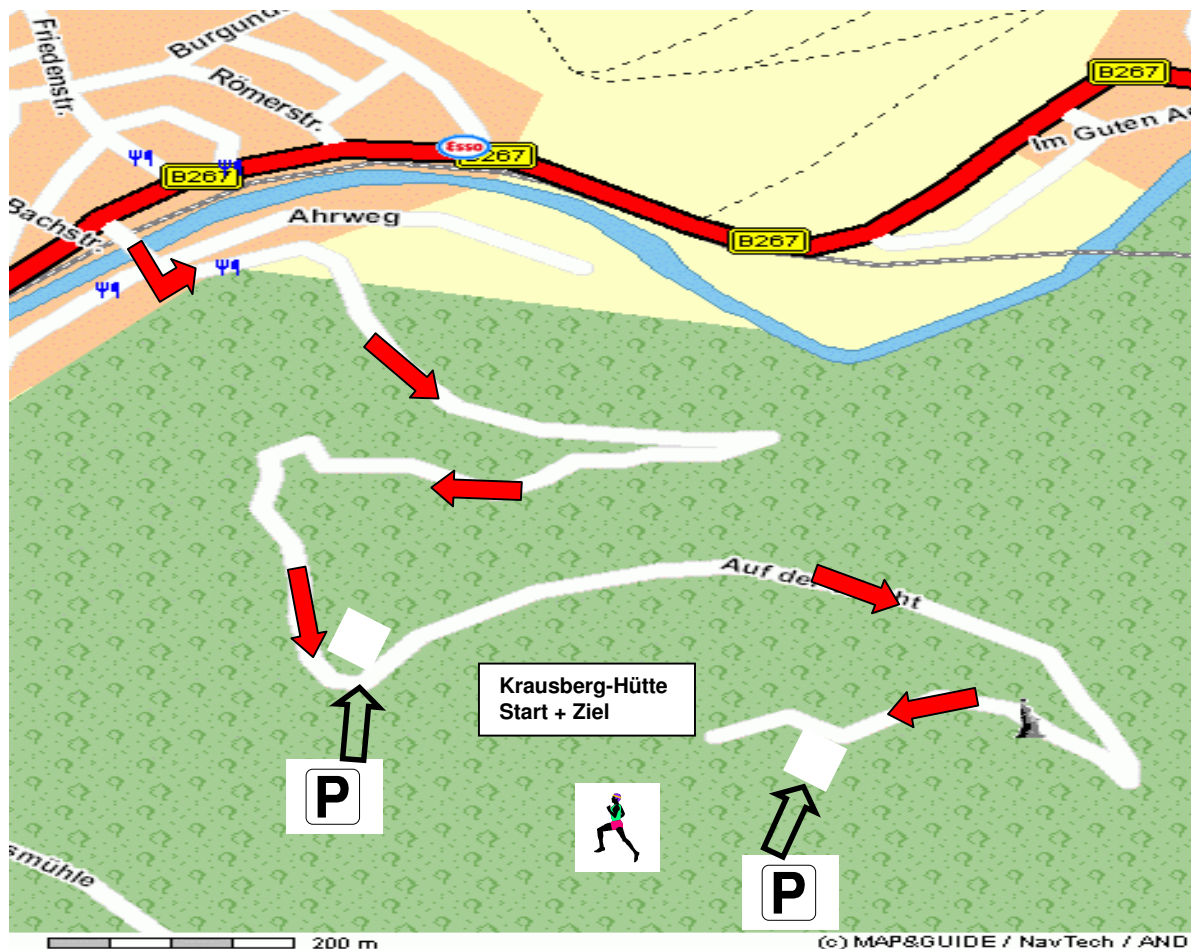 Friedenstr.
Burgund
Römerstr.
B267
Esso
B267
B267
B267
Im Guten A
Bachstr.
Ahrweg
Auf de
ht
Krausberg-Hütte
Start + Ziel
P
P
smühle
200 m
(c) MAP&GUIDE / NavTech / AND